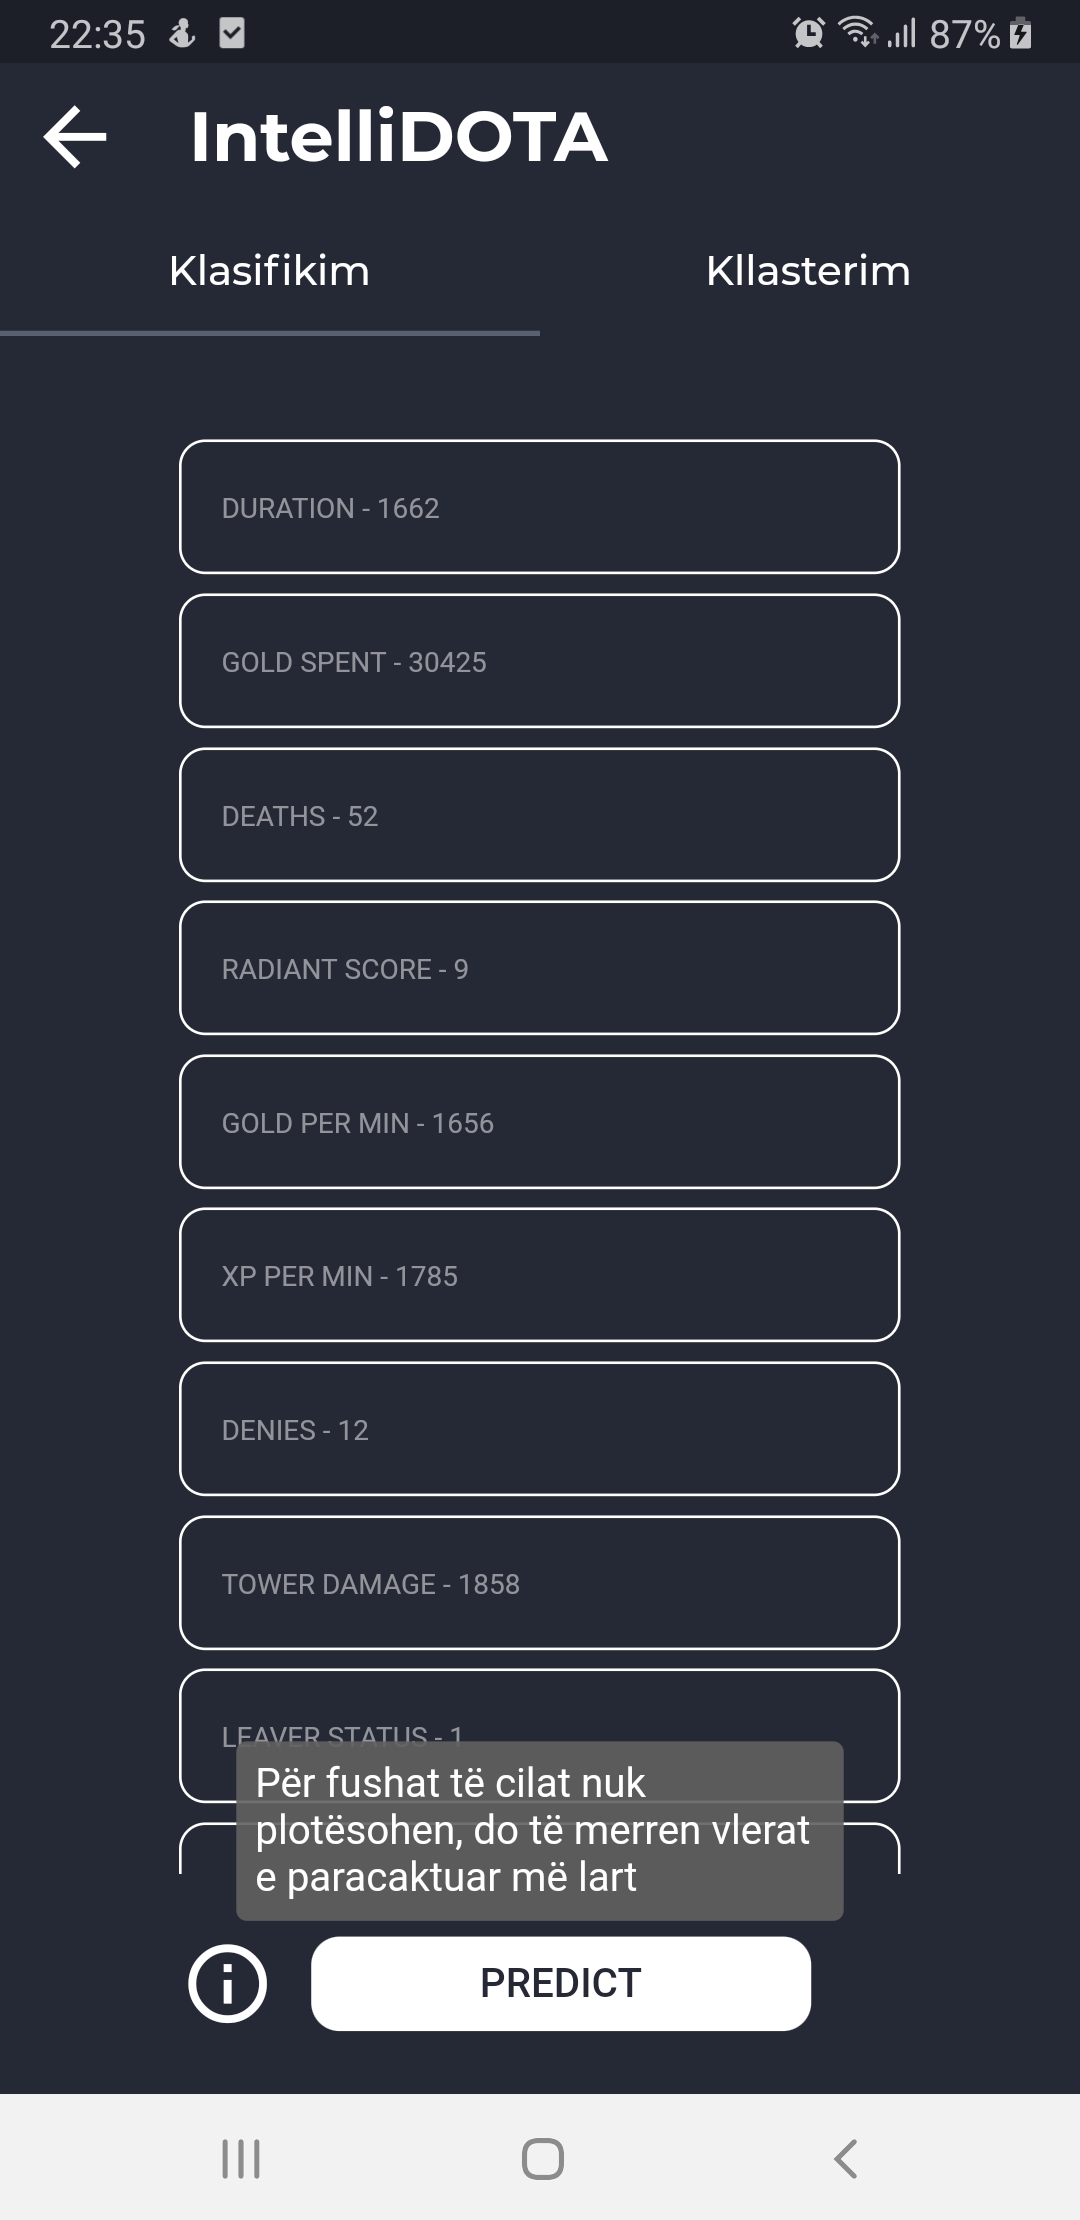 22:35
87%
IntelliDOTA
Klasifikim
Kllasterim
DURATION - 1662
GOLD SPENT - 30425
DEATHS - 52
RADIANT SCORE - 9
GOLD PER MIN - 1656
XP PER MIN - 1785
DENIES - 12
TOWER DAMAGE - 1858
LEAVER STATUS - 1
Për fushat të cilat nuk
plotësohen, do të merren vlerat
e paracaktuar më lart
PREDICT